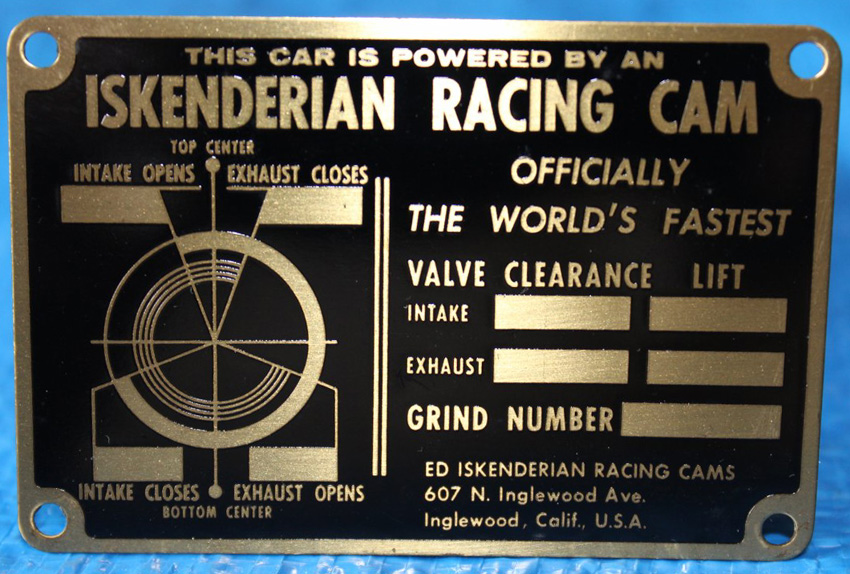 THIS CAR IS POWERED BY AN
ISKENDERIAN RACING CAM
TOP CENTER
INTAKE OPENS EXHAUST CLOSES
INTAKE CLOSES EXHAUST OPENS
BOTTOM CENTER
OFFICIALLY
THE WORLD'S FASTEST
VALVE CLEARANCE LIFT
INTAKE
EXHAUST
GRIND NUMBER
ED ISKENDERIAN RACING CAMS
607 N. Inglewood Ave.
Inglewood, Calif., U.S.A.